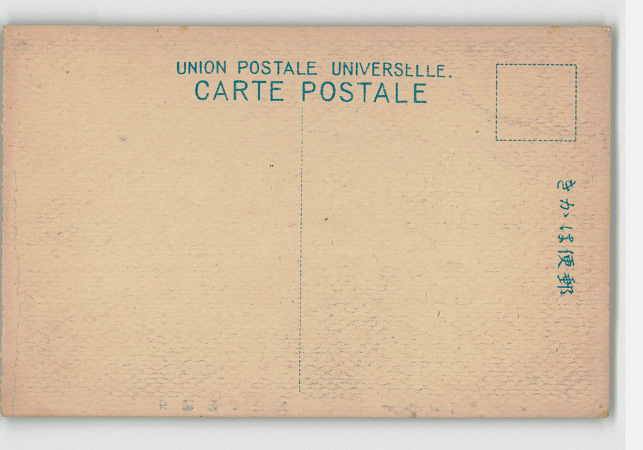 UNION POSTALE UNIVERSELLE.
CARTE POSTALE
きかは便郵